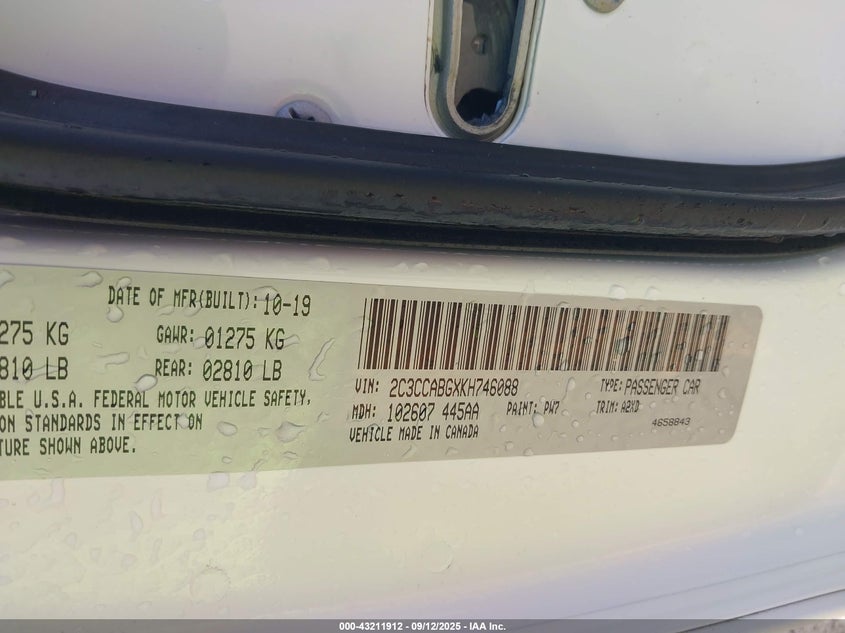 DATE OF MFR(BUILT): 10-19
275 KG GAWR: 01275 KG
810 LB REAR: 02810 LB
BLE U.S.A. FEDERAL MOTOR VEHICLE SAFETY,
ON STANDARDS IN EFFECT ON
TURE SHOWN ABOVE.
VIN: 2C3CCABGXKH746088 TYPE: PASSENGER CAR
MDH: 102607 445AA PAINT: PW7 TRIM: A2XD
VEHICLE MADE IN CANADA 4658843
000-43211912 - 09/12/2025 - IAA Inc.